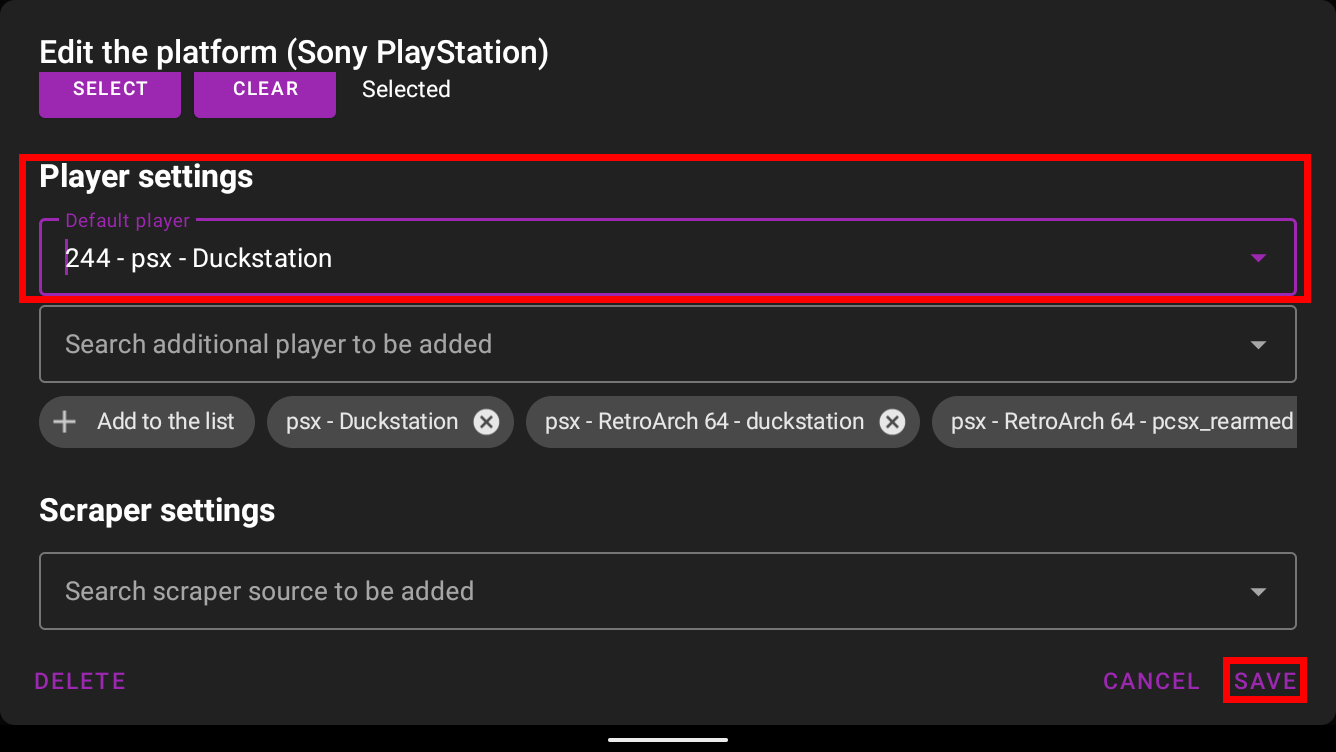 Edit the platform (Sony PlayStation)
SELECT CLEAR Selected
Player settings
Default player
244 - psx - Duckstation
Search additional player to be added
Add to the list psx - Duckstation psx - RetroArch 64 - duckstation psx - RetroArch 64 - pcsx_rearmed
Scraper settings
Search scraper source to be added
DELETE CANCEL SAVE